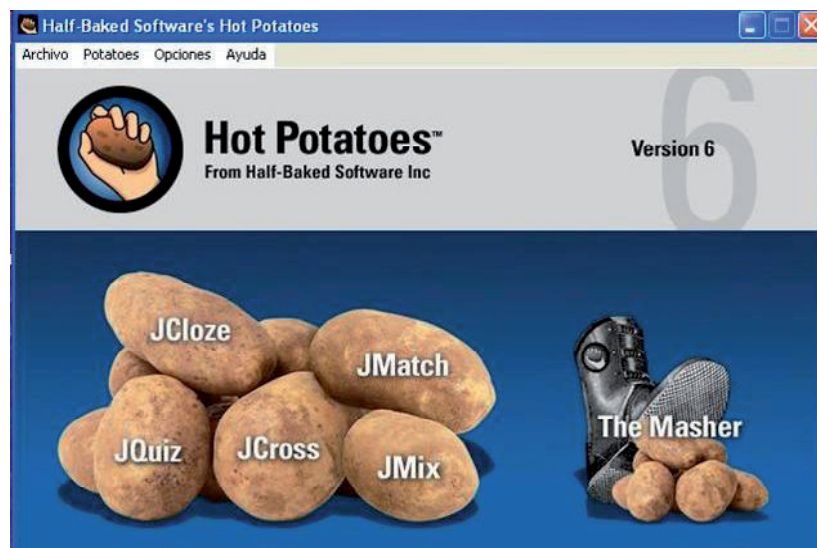 Half-Baked Software's Hot Potatoes
Archivo Potatoes Opciones Ayuda
6
Hot Potatoes™
From Half-Baked Software Inc
Version 6
JCloze
JMatch
JQuiz
JCross
JMix
The Masher